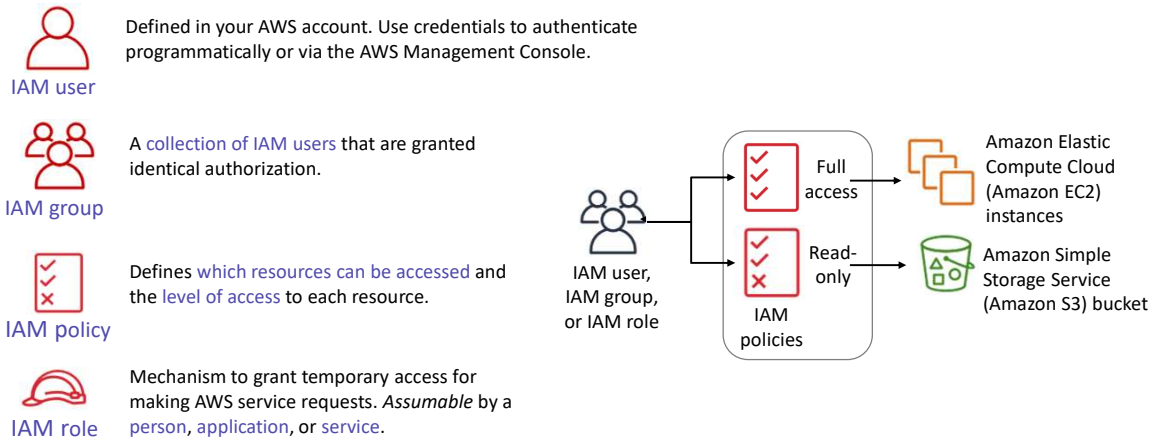 Defined in your AWS account. Use credentials to authenticate
programmatically or via the AWS Management Console.
IAM user
A collection of IAM users that are granted
identical authorization.
IAM group
Defines which resources can be accessed and
the level of access to each resource.
IAM policy
Mechanism to grant temporary access for
making AWS service requests. Assumable by a
person, application, or service.
IAM role
IAM user,
IAM group,
or IAM role
Full
access
Read-
only
IAM
policies
Amazon Elastic
Compute Cloud
(Amazon EC2)
instances
Amazon Simple
Storage Service
(Amazon S3) bucket